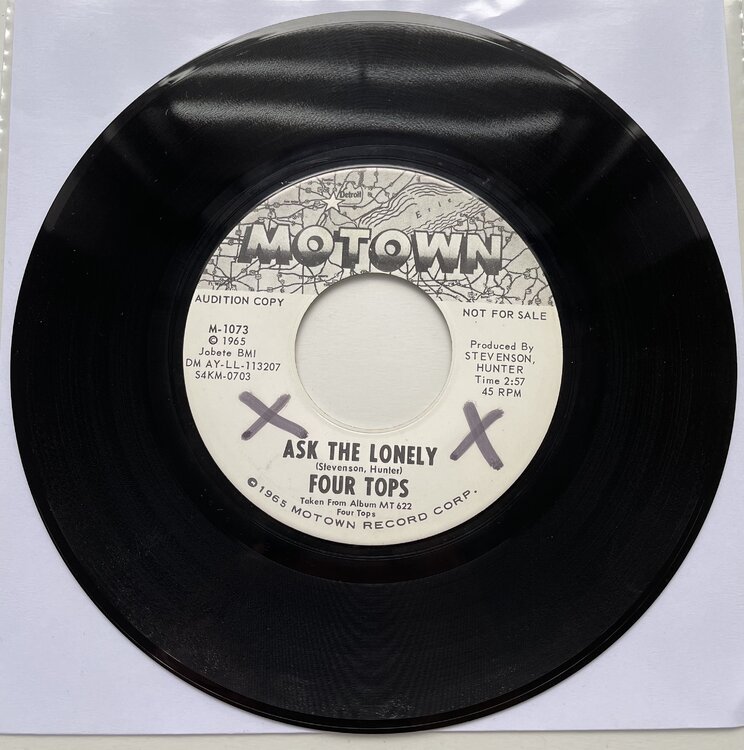 Detroit
ERIE
MOTOWN
AUDITION COPY
NOT FOR SALE
M-1073
© 1965
Jobete BMI
DM AY-LL-113207
S4KM-0703
Produced By
STEVENSON,
HUNTER
Time 2:57
45 RPM
X X
ASK THE LONELY
(Stevenson, Hunter)
FOUR TOPS
Taken From Album MT 622
Four Tops
©1965 MOTOWN RECORD CORP.